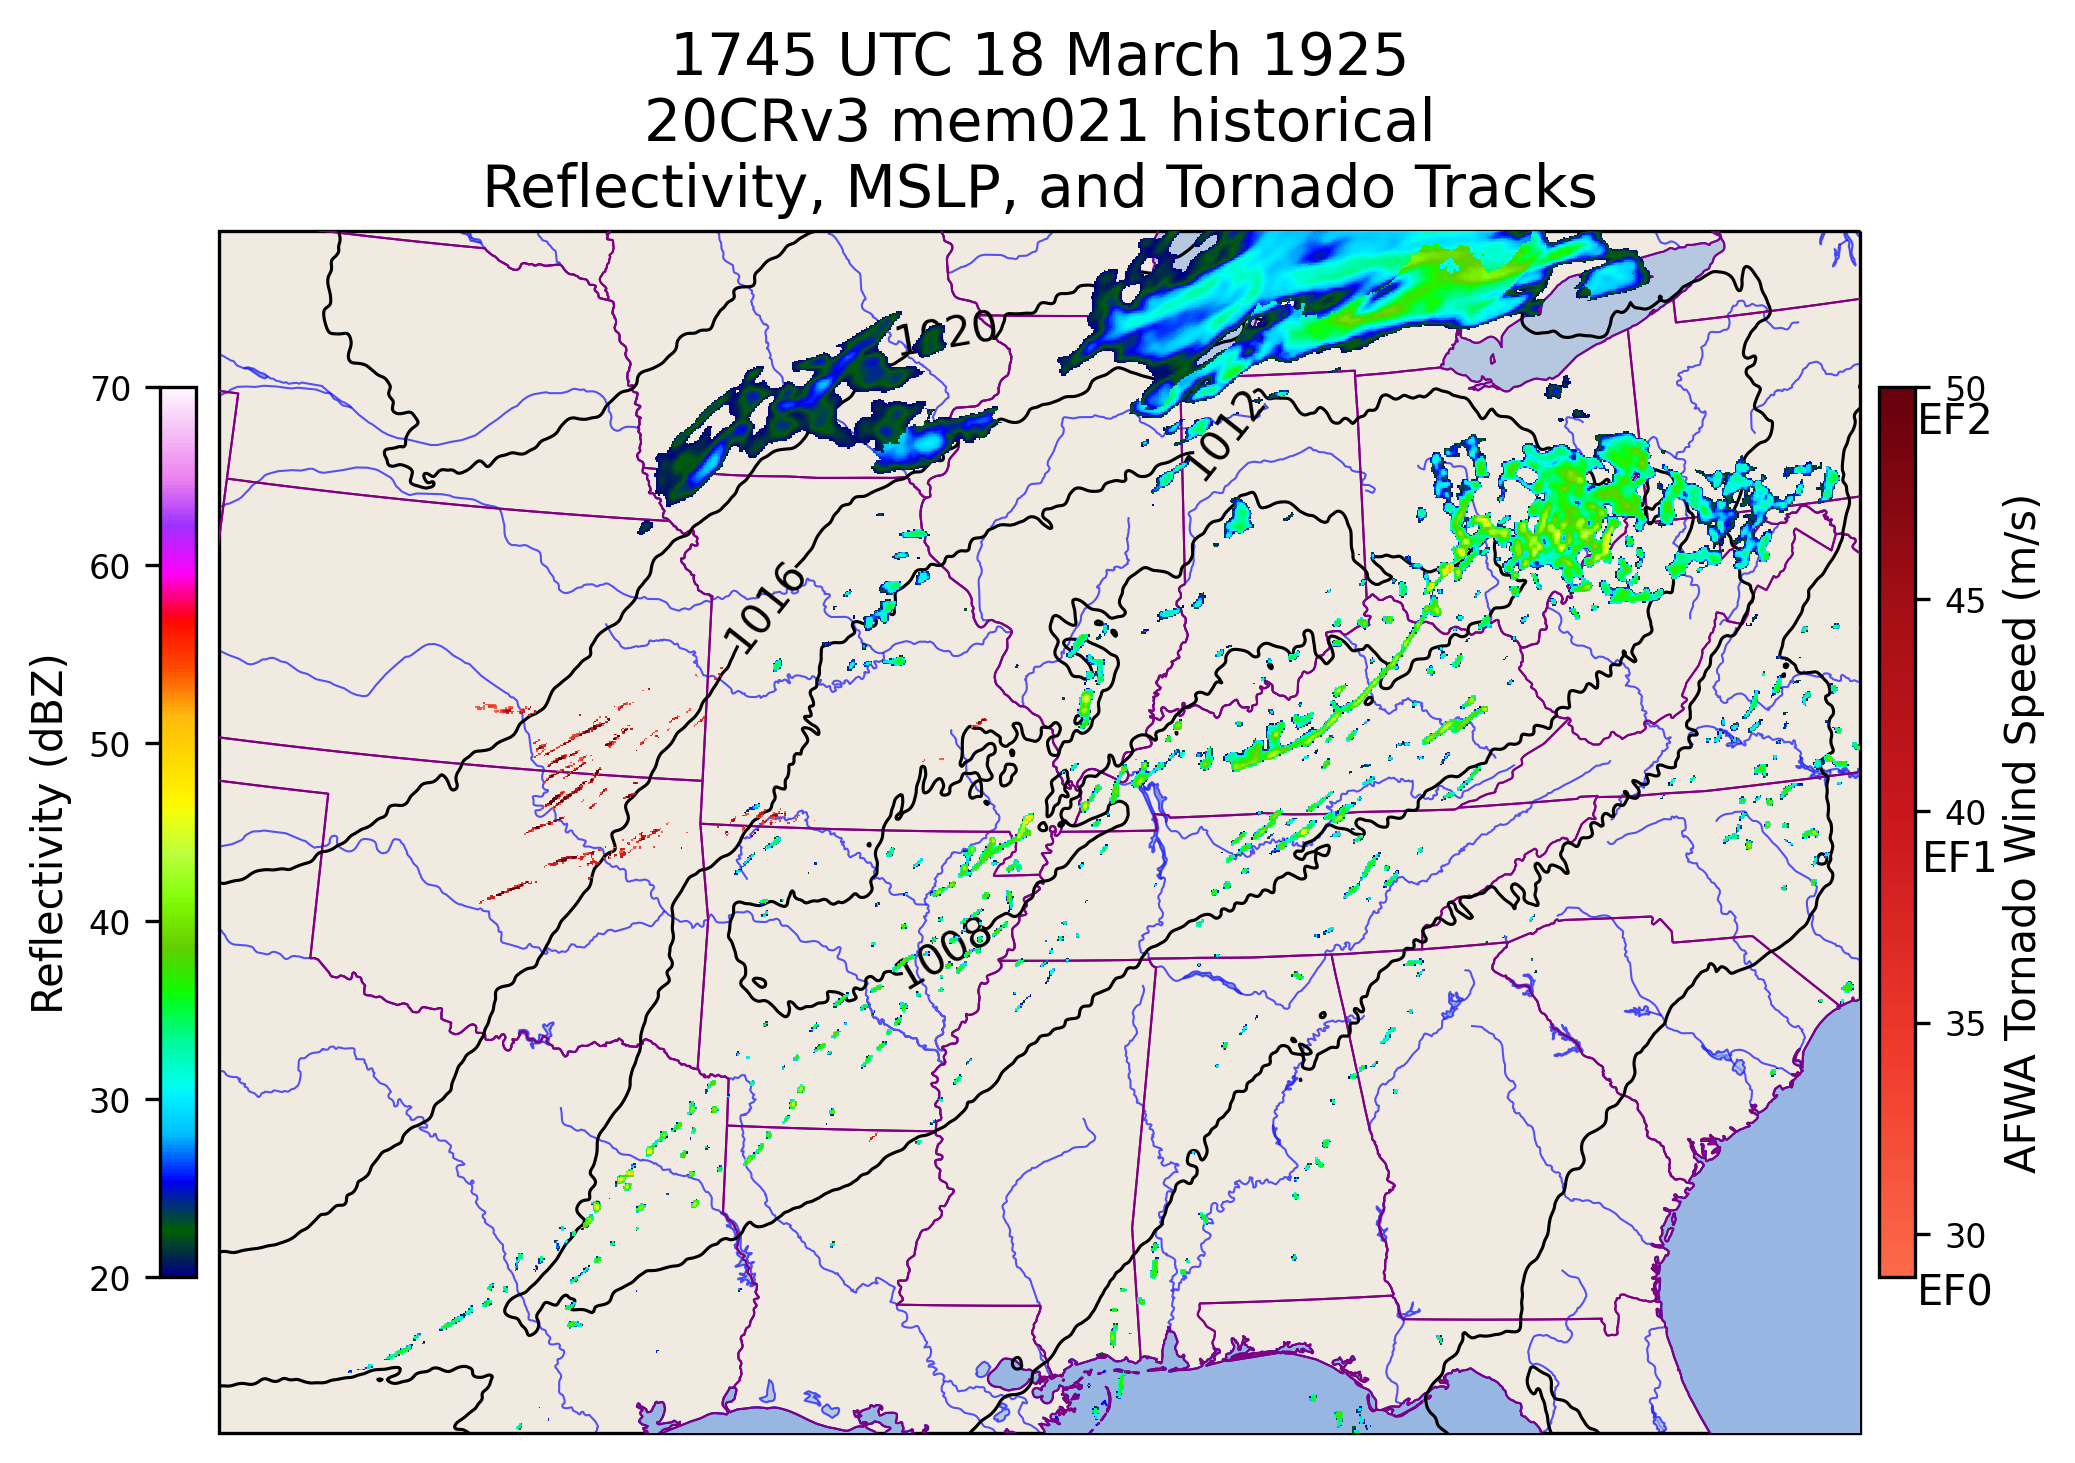 1745 UTC 18 March 1925
20CRv3 mem021 historical
Reflectivity, MSLP, and Tornado Tracks
1020
1012
1016
1008
70
60
50
40
30
20
Reflectivity (dBZ)
50
EF2
45
40
EF1
35
30
EF0
AFWA Tornado Wind Speed (m/s)